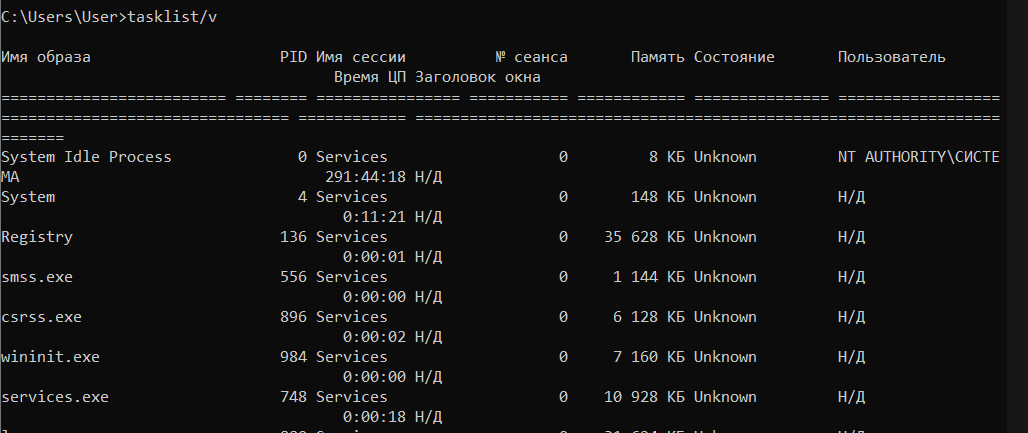 C:\Users\User>tasklist/v
Имя образа PID Имя сессии № сеанса Память Состояние Пользователь
Время ЦП Заголовок окна
========================= ======== ================ =========== ============ =============== ==================
================================ ============ =================================================================
=======
System Idle Process 0 Services 0 8 КБ Unknown NT AUTHORITY\СИСТЕ
МА 291:44:18 Н/Д
System 4 Services 0 148 КБ Unknown Н/Д
0:11:21 Н/Д
Registry 136 Services 0 35 628 КБ Unknown Н/Д
0:00:01 Н/Д
smss.exe 556 Services 0 1 144 КБ Unknown Н/Д
0:00:00 Н/Д
csrss.exe 896 Services 0 6 128 КБ Unknown Н/Д
0:00:02 Н/Д
wininit.exe 984 Services 0 7 160 КБ Unknown Н/Д
0:00:00 Н/Д
services.exe 748 Services 0 10 928 КБ Unknown Н/Д
0:00:18 Н/Д